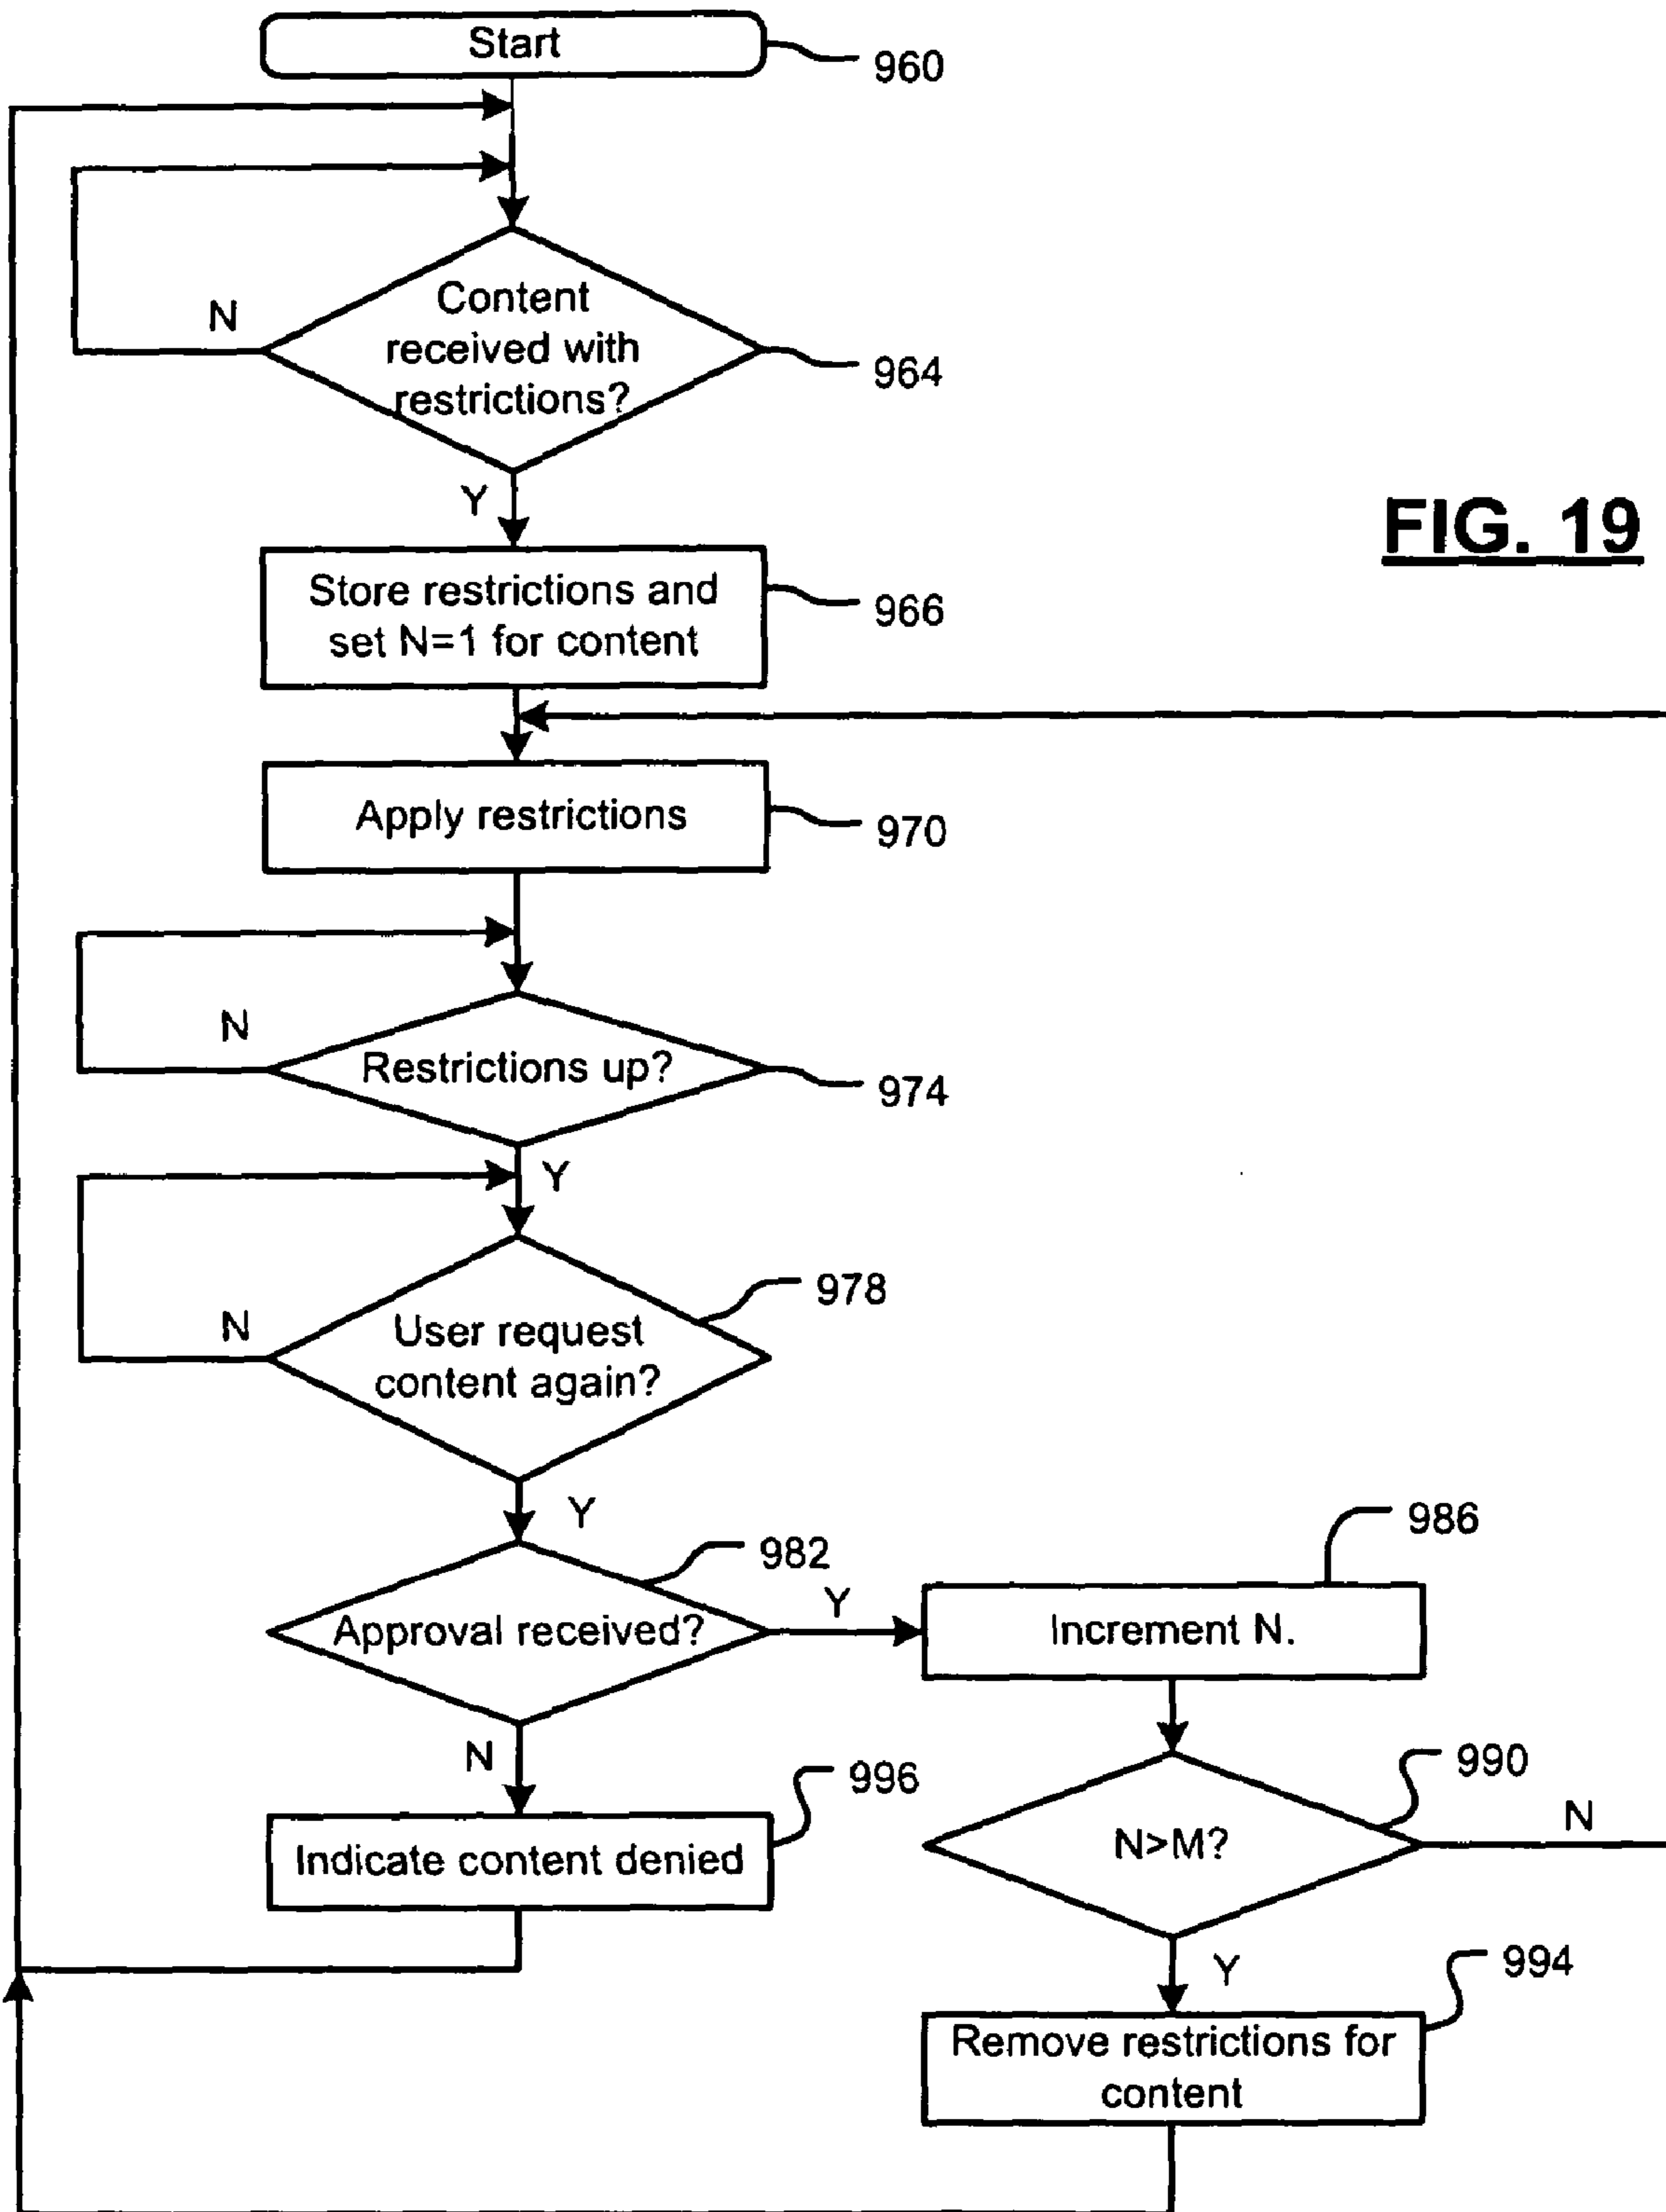 Start
960
N
Content
received with
restrictions?
964
Y
FIG. 19
Store restrictions and
set N=1 for content
966
Apply restrictions
970
N
Restrictions up?
974
Y
978
N
User request
content again?
Y
982
986
Approval received?
Y
Increment N.
N
996
990
Indicate content denied
N>M?
N
Y
994
Remove restrictions for
content